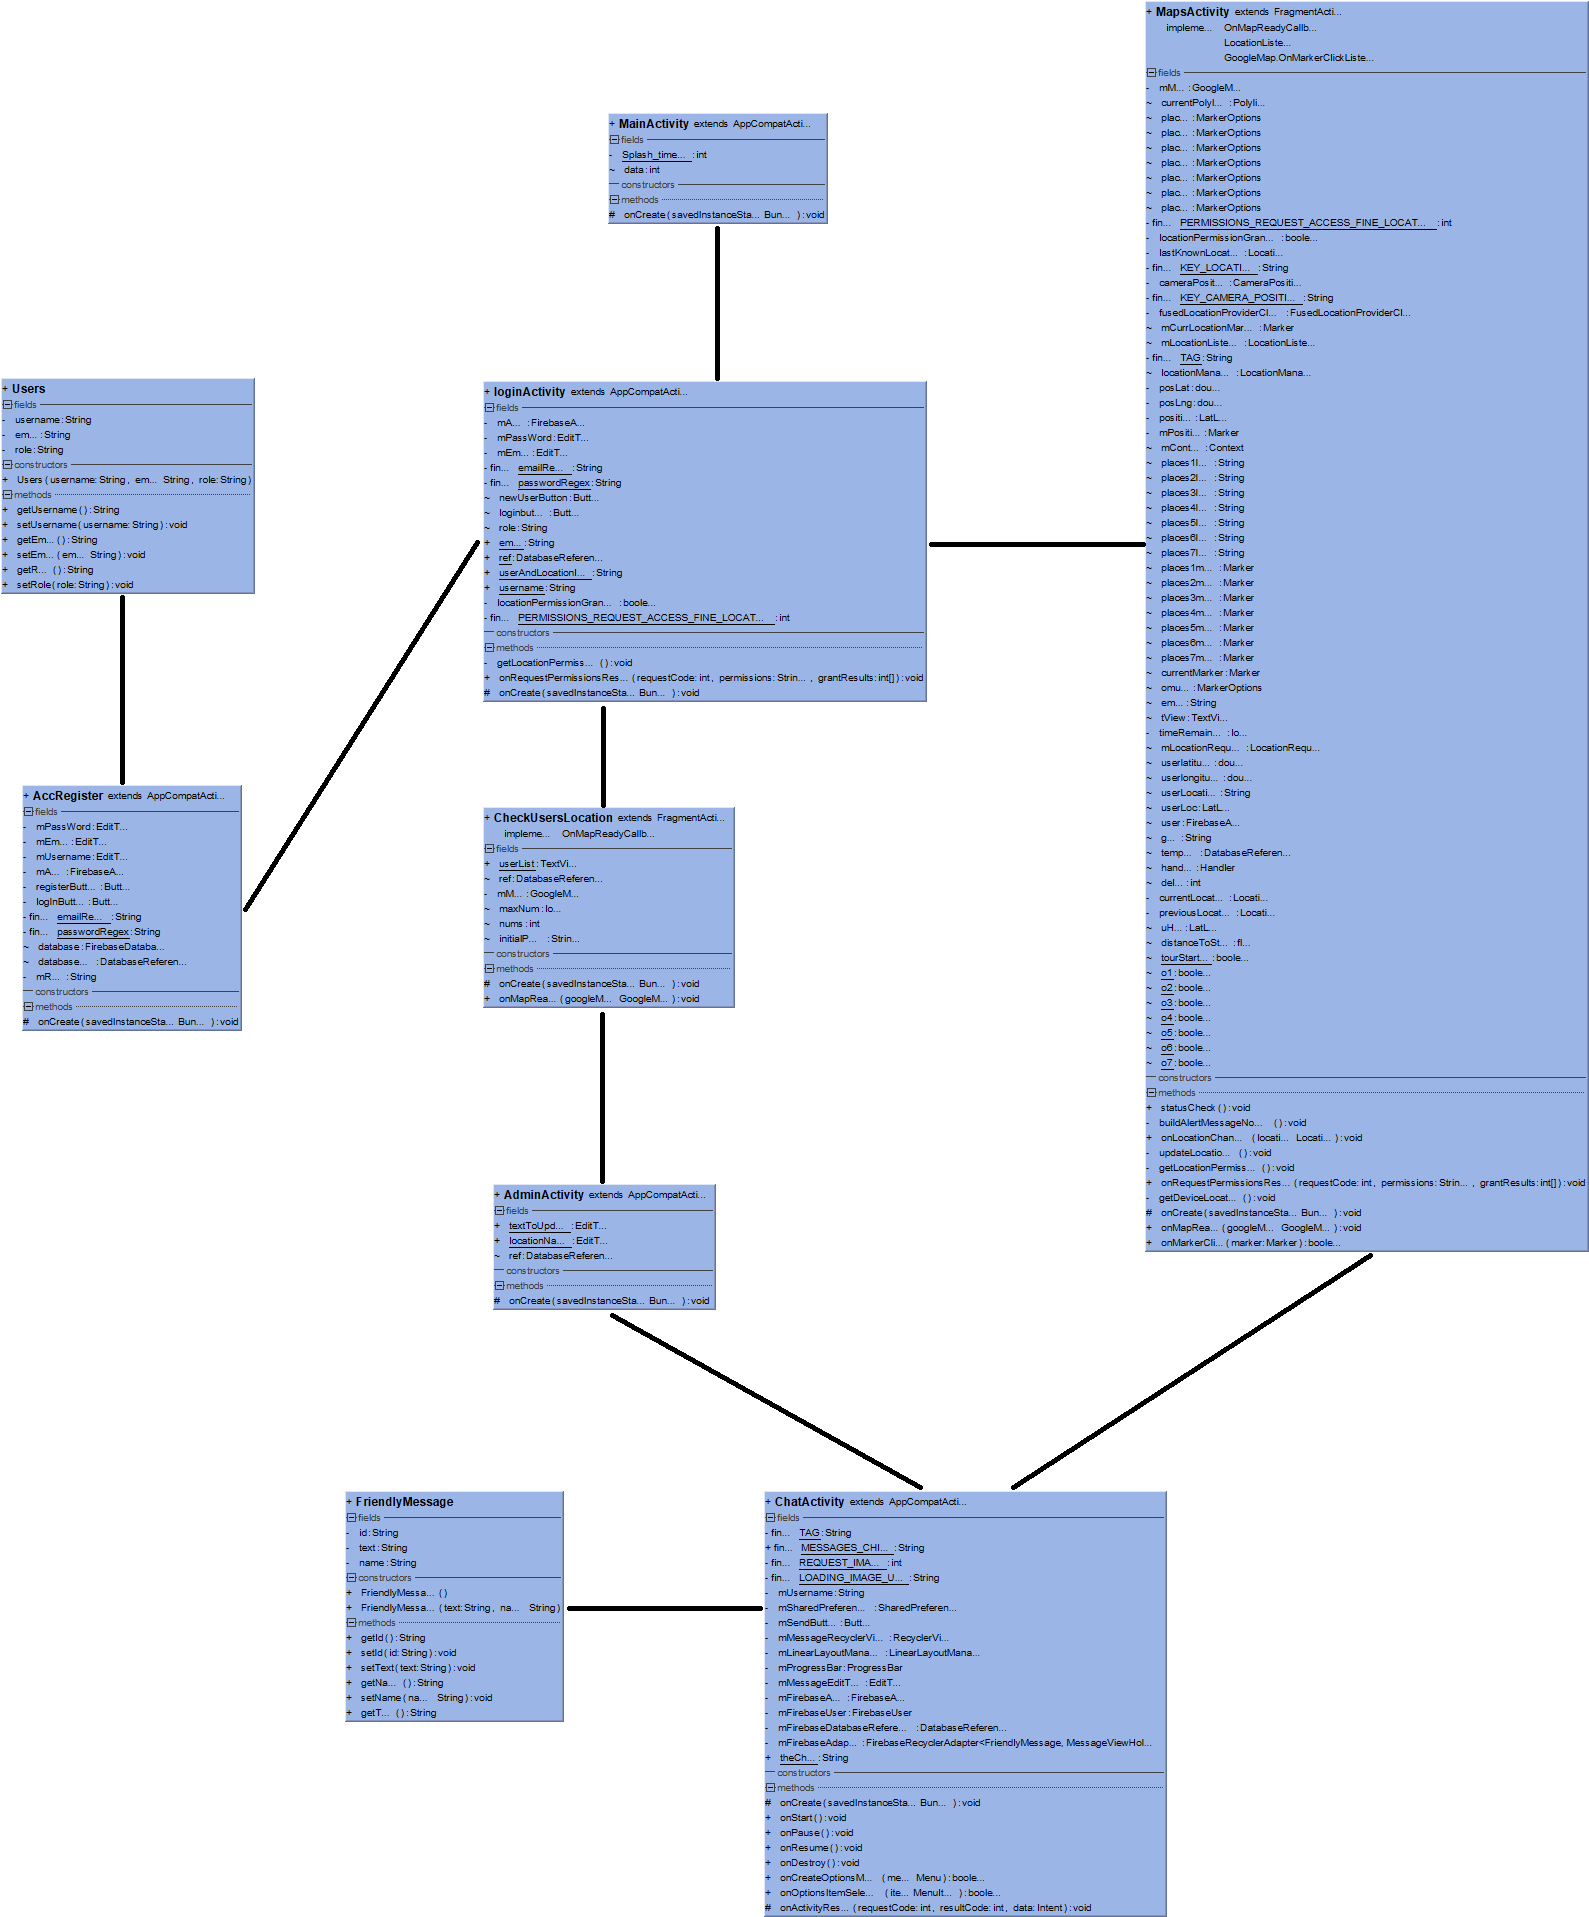 + MapsActivity extends FragmentActi...
impleme... OnMapReadyCallb...
LocationListe...
GoogleMap.OnMarkerClickListe...
fields
- mM... : GoogleM...
~ currentPolyl... : Polyli...
~ plac... : MarkerOptions
~ plac... : MarkerOptions
~ plac... : MarkerOptions
~ plac... : MarkerOptions
~ plac... : MarkerOptions
~ plac... : MarkerOptions
~ plac... : MarkerOptions
- fin... PERMISSIONS_REQUEST_ACCESS_FINE_LOCAT... : int
- locationPermissionGran... : boole...
- lastKnownLocat... : Locati...
- fin... KEY_LOCATI... : String
- cameraPosit... : CameraPositi...
- fin... KEY_CAMERA_POSITI... : String
- fusedLocationProviderCl... : FusedLocationProviderCl...
~ mCurrLocationMar... : Marker
~ mLocationListe... : LocationListe...
- fin... TAG : String
~ locationMana... : LocationMana...
- posLat : dou...
- posLng : dou...
- positi... : LatL...
- mPositi... : Marker
~ mCont... : Context
~ places1l... : String
~ places2l... : String
~ places3l... : String
~ places4l... : String
~ places5l... : String
~ places6l... : String
~ places7l... : String
~ places1m... : Marker
~ places2m... : Marker
~ places3m... : Marker
~ places4m... : Marker
~ places5m... : Marker
~ places6m... : Marker
~ places7m... : Marker
~ currentMarker : Marker
~ omu... : MarkerOptions
~ em... : String
~ tView : TextVi...
- timeRemain... : lo...
~ mLocationRequ... : LocationRequ...
~ userlatitu... : dou...
~ userlongitu... : dou...
~ userLocati... : String
~ userLoc : LatL...
~ user : FirebaseA...
~ g... : String
~ temp... : DatabaseReferen...
~ hand... : Handler
~ del... : int
- currentLocat... : Locati...
- previousLocat... : Locati...
~ uH... : LatL...
~ distanceToSt... : fl...
~ tourStart... : boole...
~ o1 : boole...
~ o2 : boole...
~ o3 : boole...
~ o4 : boole...
~ o5 : boole...
~ o6 : boole...
~ o7 : boole...
constructors
methods
+ statusCheck ( ) : void
- buildAlertMessageNo... ( ) : void
+ onLocationChan... ( locati... Locati... ) : void
- updateLocatio... ( ) : void
- getLocationPermiss... ( ) : void
+ onRequestPermissionsRes... ( requestCode: int , permissions: Strin... , grantResults: int[] ) : void
- getDeviceLocat... ( ) : void
# onCreate ( savedInstanceSta... Bun... ) : void
+ onMapRea... ( googleM... GoogleM... ) : void
+ onMarkerCli... ( marker: Marker ) : boole...
+ MainActivity extends AppCompatActi...
fields
- Splash_time... : int
~ data : int
constructors
methods
# onCreate ( savedInstanceSta... Bun... ) : void
+ Users
fields
- username : String
- em... : String
- role : String
constructors
+ Users ( username: String , em... String , role: String )
methods
+ getUsername ( ) : String
+ setUsername ( username: String ) : void
+ getEm... ( ) : String
+ setEm... ( em... String ) : void
+ getR... ( ) : String
+ setRole ( role: String ) : void
+ loginActivity extends AppCompatActi...
fields
- mA... : FirebaseA...
- mPassWord : EditT...
- mEm... : EditT...
- fin... emailRe... : String
- fin... passwordRegex : String
~ newUserButton : Butt...
~ loginbut... : Butt...
~ role : String
+ em... : String
+ ref : DatabaseReferen...
+ userAndLocationI... : String
+ username : String
- locationPermissionGran... : boole...
- fin... PERMISSIONS_REQUEST_ACCESS_FINE_LOCAT... : int
constructors
methods
- getLocationPermiss... ( ) : void
+ onRequestPermissionsRes... ( requestCode: int , permissions: Strin... , grantResults: int[] ) : void
# onCreate ( savedInstanceSta... Bun... ) : void
+ AccRegister extends AppCompatActi...
fields
- mPassWord : EditT...
- mEm... : EditT...
- mUsername : EditT...
- mA... : FirebaseA...
- registerButt... : Butt...
- logInButt... : Butt...
- fin... emailRe... : String
- fin... passwordRegex : String
~ database : FirebaseDataba...
~ database... : DatabaseReferen...
- mR... : String
constructors
methods
# onCreate ( savedInstanceSta... Bun... ) : void
+ CheckUsersLocation extends FragmentActi...
impleme... OnMapReadyCallb...
fields
+ userList : TextVi...
~ ref : DatabaseReferen...
- mM... : GoogleM...
~ maxNum : lo...
~ nums : int
~ initialP... : Strin...
constructors
methods
# onCreate ( savedInstanceSta... Bun... ) : void
+ onMapRea... ( googleM... GoogleM... ) : void
+ AdminActivity extends AppCompatActi...
fields
+ textToUpd... : EditT...
+ locationNa... : EditT...
~ ref : DatabaseReferen...
constructors
methods
# onCreate ( savedInstanceSta... Bun... ) : void
+ FriendlyMessage
fields
- id : String
- text : String
- name : String
constructors
+ FriendlyMessa... ( )
+ FriendlyMessa... ( text: String , na... String )
methods
+ getId ( ) : String
+ setId ( id: String ) : void
+ setText ( text: String ) : void
+ getNa... ( ) : String
+ setName ( na... String ) : void
+ getT... ( ) : String
+ ChatActivity extends AppCompatActi...
fields
- fin... TAG : String
+ fin... MESSAGES_CHI... : String
- fin... REQUEST_IMA... : int
- fin... LOADING_IMAGE_U... : String
- mUsername : String
- mSharedPreferen... : SharedPreferen...
- mSendButt... : Butt...
- mMessageRecyclerVi... : RecyclerVi...
- mLinearLayoutMana... : LinearLayoutMana...
- mProgressBar : ProgressBar
- mMessageEditT... : EditT...
- mFirebaseA... : FirebaseA...
- mFirebaseUser : FirebaseUser
- mFirebaseDatabaseRefere... : DatabaseReferen...
- mFirebaseAdap... : FirebaseRecyclerAdapter<FriendlyMessage, MessageViewHol...
+ theCh... : String
constructors
methods
# onCreate ( savedInstanceSta... Bun... ) : void
+ onStart ( ) : void
+ onPause ( ) : void
+ onResume ( ) : void
+ onDestroy ( ) : void
+ onCreateOptionsM... ( me... Menu ) : boole...
+ onOptionsItemSele... ( ite... MenuIt... ) : boole...
# onActivityRes... ( requestCode: int , resultCode: int , data: Intent ) : void